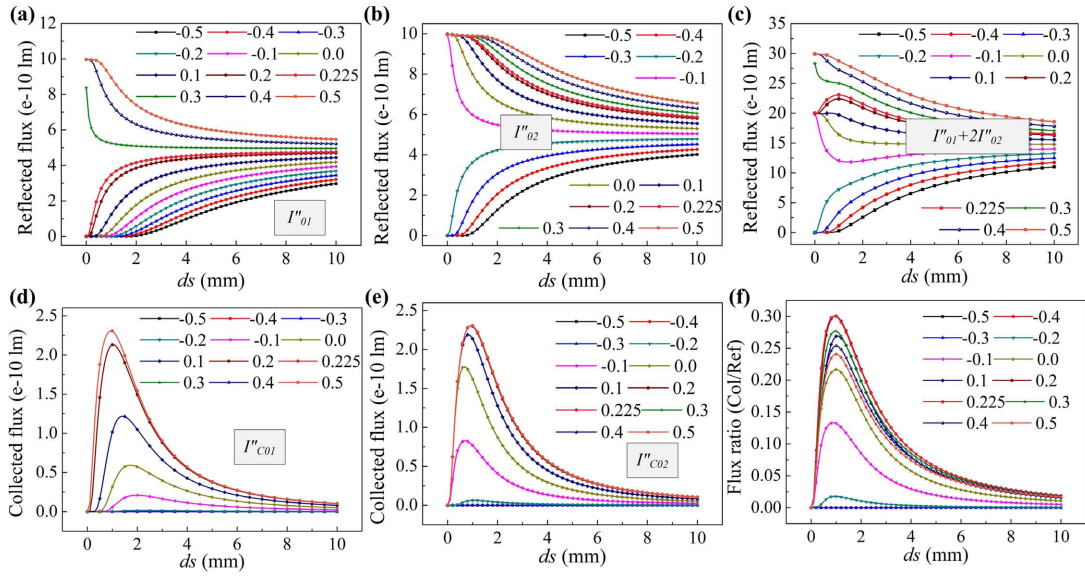 (a)
10
8
6
4
2
0
Reflected flux (e-10 lm)
-0.5 -0.4 -0.3
-0.2 -0.1 0.0
0.1 0.2 0.225
0.3 0.4 0.5
I″01
0 2 4 6 8 10
ds (mm)
(b)
10
8
6
4
2
0
Reflected flux (e-10 lm)
-0.5 -0.4
-0.3 -0.2
-0.1
I″02
0.0 0.1
0.2 0.225
0.3 0.4 0.5
0 2 4 6 8 10
ds (mm)
(c)
35
30
25
20
15
10
5
0
Reflected flux (e-10 lm)
-0.5 -0.4 -0.3
-0.2 -0.1 0.0
0.1 0.2
I″01+2I″02
0.225 0.3
0.4 0.5
0 2 4 6 8 10
ds (mm)
(d)
2.5
2.0
1.5
1.0
0.5
0.0
Collected flux (e-10 lm)
-0.5 -0.4 -0.3
-0.2 -0.1 0.0
0.1 0.2 0.225
0.3 0.4 0.5
I″C01
0 2 4 6 8 10
ds (mm)
(e)
2.5
2.0
1.5
1.0
0.5
0.0
Collected flux (e-10 lm)
-0.5 -0.4
-0.3 -0.2
-0.1 0.0
0.1 0.2
0.225 0.3
0.4 0.5
I″C02
0 2 4 6 8 10
ds (mm)
(f)
0.30
0.25
0.20
0.15
0.10
0.05
0.00
Flux ratio (Col/Ref)
-0.5 -0.4
-0.3 -0.2
-0.1 0.0
0.1 0.2
0.225 0.3
0.4 0.5
0 2 4 6 8 10
ds (mm)